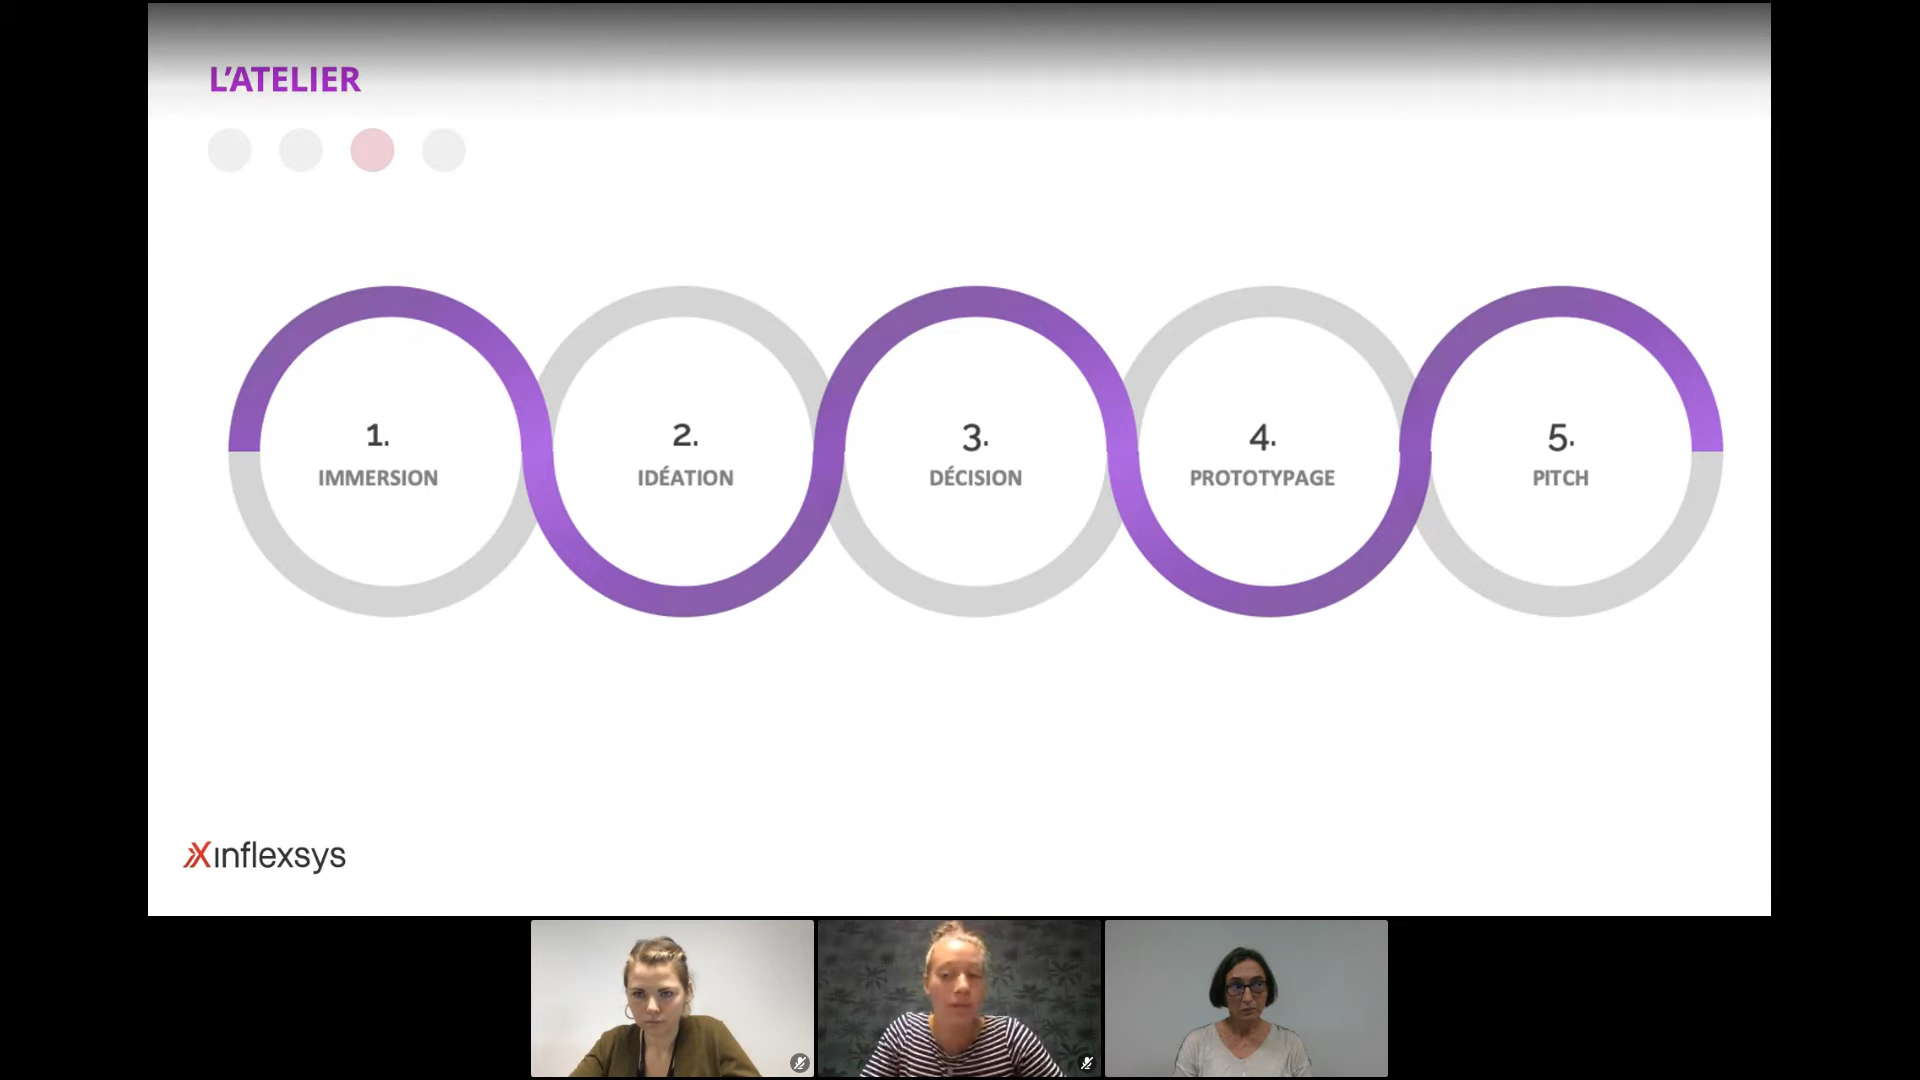 L'ATELIER
1.
IMMERSION
2.
IDÉATION
3.
DÉCISION
4.
PROTOTYPAGE
5.
PITCH
inflexsys